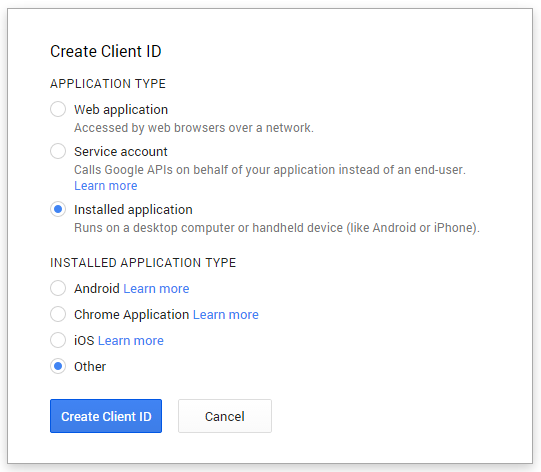 Create Client ID
APPLICATION TYPE
Web application
Accessed by web browsers over a network.
Service account
Calls Google APIs on behalf of your application instead of an end-user.
Learn more
Installed application
Runs on a desktop computer or handheld device (like Android or iPhone).
INSTALLED APPLICATION TYPE
Android Learn more
Chrome Application Learn more
iOS Learn more
Other
Create Client ID Cancel